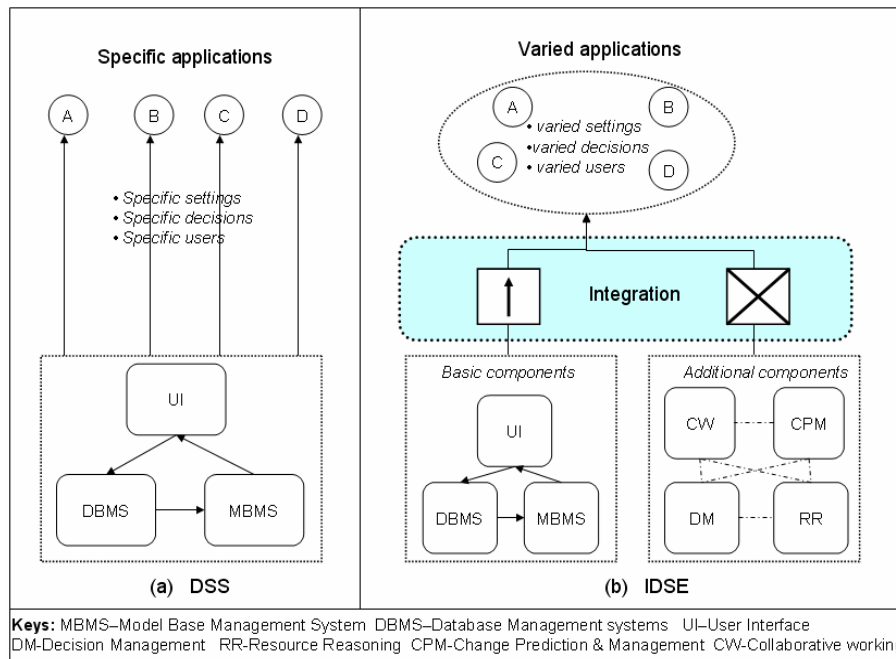 Specific applications
A
B
C
D
• Specific settings
• Specific decisions
• Specific users
UI
DBMS
MBMS
(a) DSS
Varied applications
A
B
• varied settings
• varied decisions
• varied users
C
D
Integration
Basic components
UI
DBMS
MBMS
Additional components
CW
CPM
DM
RR
(b) IDSE
Keys: MBMS–Model Base Management System DBMS–Database Management systems UI–User Interface
DM-Decision Management RR-Resource Reasoning CPM-Change Prediction & Management CW-Collaborative workin